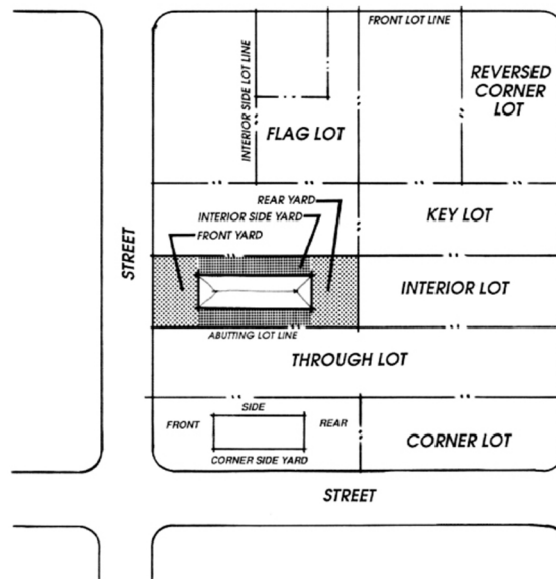 FRONT LOT LINE
INTERIOR SIDE LOT LINE
REVERSED
CORNER
LOT
FLAG LOT
REAR YARD
KEY LOT
INTERIOR SIDE YARD
FRONT YARD
STREET
INTERIOR LOT
ABUTTING LOT LINE
THROUGH LOT
SIDE
FRONT
REAR
CORNER LOT
CORNER SIDE YARD
STREET